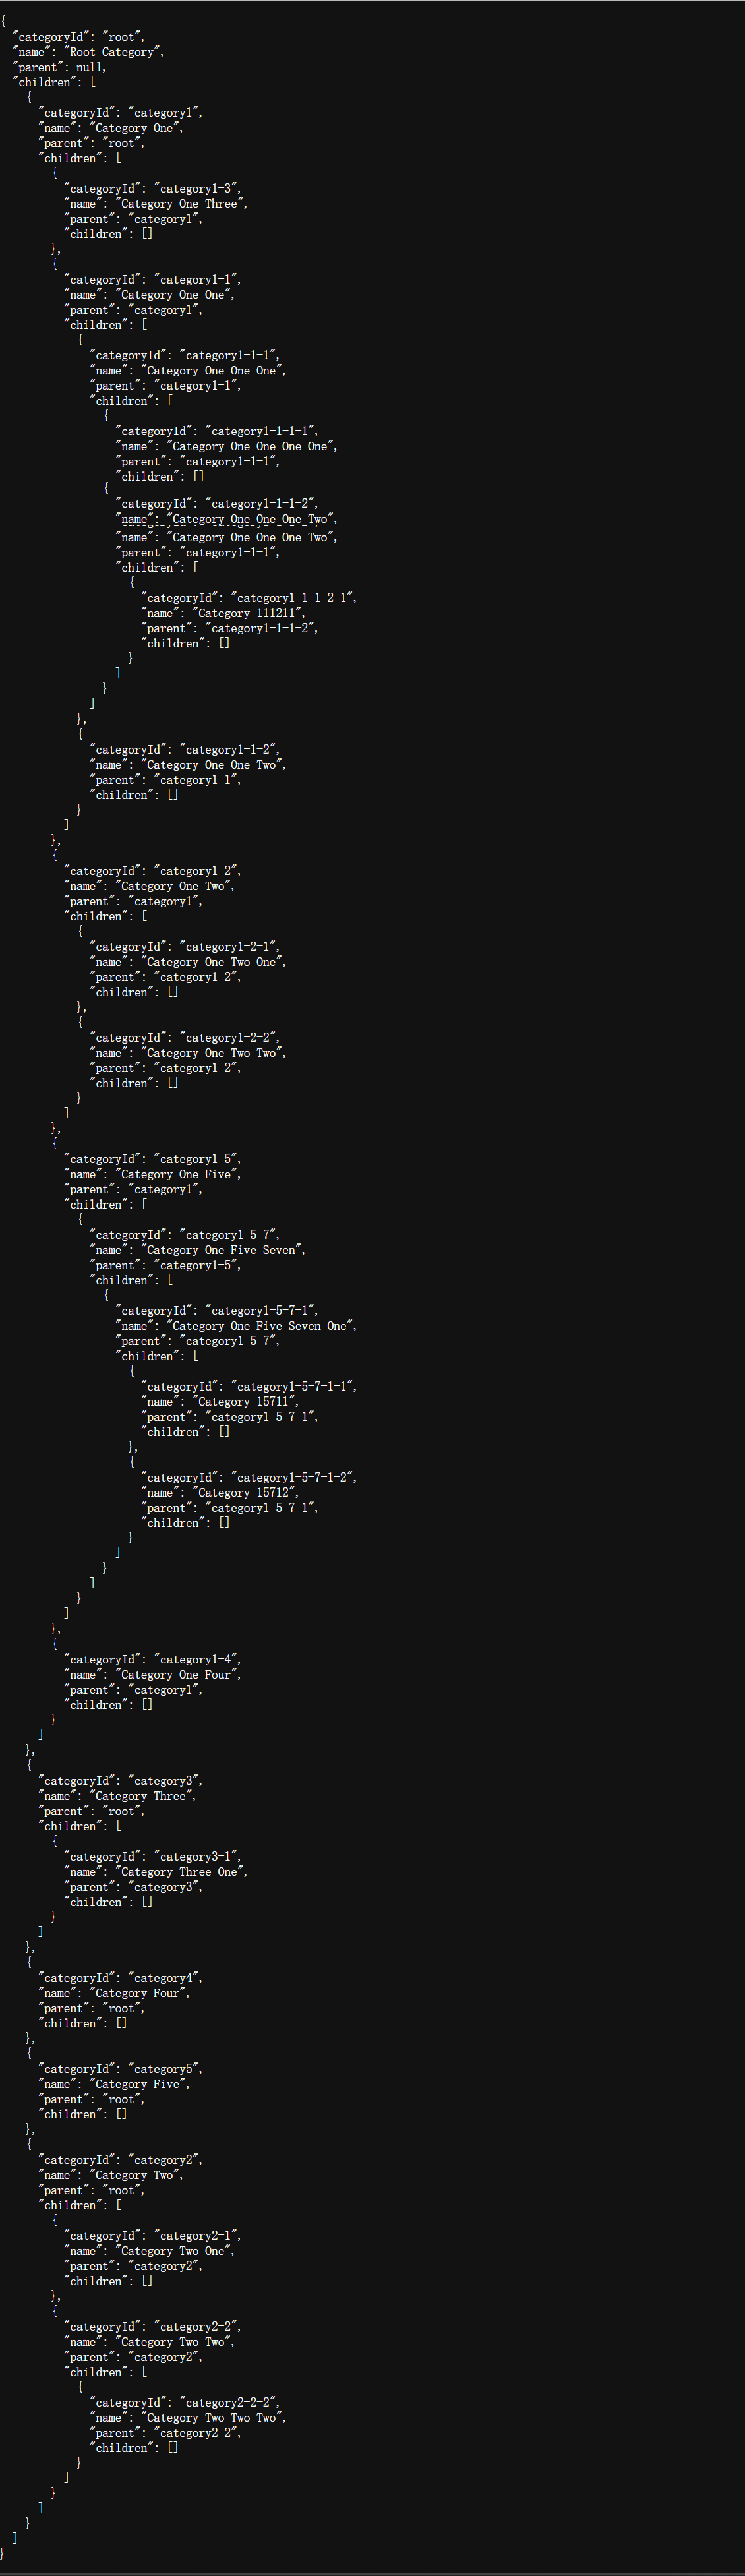 {
  "categoryId": "root",
  "name": "Root Category",
  "parent": null,
  "children": [
    {
      "categoryId": "category1",
      "name": "Category One",
      "parent": "root",
      "children": [
        {
          "categoryId": "category1-3",
          "name": "Category One Three",
          "parent": "category1",
          "children": []
        },
        {
          "categoryId": "category1-1",
          "name": "Category One One",
          "parent": "category1",
          "children": [
            {
              "categoryId": "category1-1-1",
              "name": "Category One One One",
              "parent": "category1-1",
              "children": [
                {
                  "categoryId": "category1-1-1-1",
                  "name": "Category One One One One",
                  "parent": "category1-1-1",
                  "children": []
                {
                  "categoryId": "category1-1-1-2",
                  "name": "Category One One One Two",
                  "name": "Category One One One Two",
                  "parent": "category1-1-1",
                  "children": [
                    {
                      "categoryId": "category1-1-1-2-1",
                      "name": "Category 111211",
                      "parent": "category1-1-1-2",
                      "children": []
                    }
                  ]
                }
              ]
            },
            {
              "categoryId": "category1-1-2",
              "name": "Category One One Two",
              "parent": "category1-1",
              "children": []
            }
          ]
        },
        {
          "categoryId": "category1-2",
          "name": "Category One Two",
          "parent": "category1",
          "children": [
            {
              "categoryId": "category1-2-1",
              "name": "Category One Two One",
              "parent": "category1-2",
              "children": []
            },
            {
              "categoryId": "category1-2-2",
              "name": "Category One Two Two",
              "parent": "category1-2",
              "children": []
            }
          ]
        },
        {
          "categoryId": "category1-5",
          "name": "Category One Five",
          "parent": "category1",
          "children": [
            {
              "categoryId": "category1-5-7",
              "name": "Category One Five Seven",
              "parent": "category1-5",
              "children": [
                {
                  "categoryId": "category1-5-7-1",
                  "name": "Category One Five Seven One",
                  "parent": "category1-5-7",
                  "children": [
                    {
                      "categoryId": "category1-5-7-1-1",
                      "name": "Category 15711",
                      "parent": "category1-5-7-1",
                      "children": []
                    },
                    {
                      "categoryId": "category1-5-7-1-2",
                      "name": "Category 15712",
                      "parent": "category1-5-7-1",
                      "children": []
                    }
                  ]
                }
              ]
            }
          ]
        },
        {
          "categoryId": "category1-4",
          "name": "Category One Four",
          "parent": "category1",
          "children": []
        }
      ]
    },
    {
      "categoryId": "category3",
      "name": "Category Three",
      "parent": "root",
      "children": [
        {
          "categoryId": "category3-1",
          "name": "Category Three One",
          "parent": "category3",
          "children": []
        }
      ]
    },
    {
      "categoryId": "category4",
      "name": "Category Four",
      "parent": "root",
      "children": []
    },
    {
      "categoryId": "category5",
      "name": "Category Five",
      "parent": "root",
      "children": []
    },
    {
      "categoryId": "category2",
      "name": "Category Two",
      "parent": "root",
      "children": [
        {
          "categoryId": "category2-1",
          "name": "Category Two One",
          "parent": "category2",
          "children": []
        },
        {
          "categoryId": "category2-2",
          "name": "Category Two Two",
          "parent": "category2",
          "children": [
            {
              "categoryId": "category2-2-2",
              "name": "Category Two Two Two",
              "parent": "category2-2",
              "children": []
            }
          ]
        }
      ]
    }
  ]
}